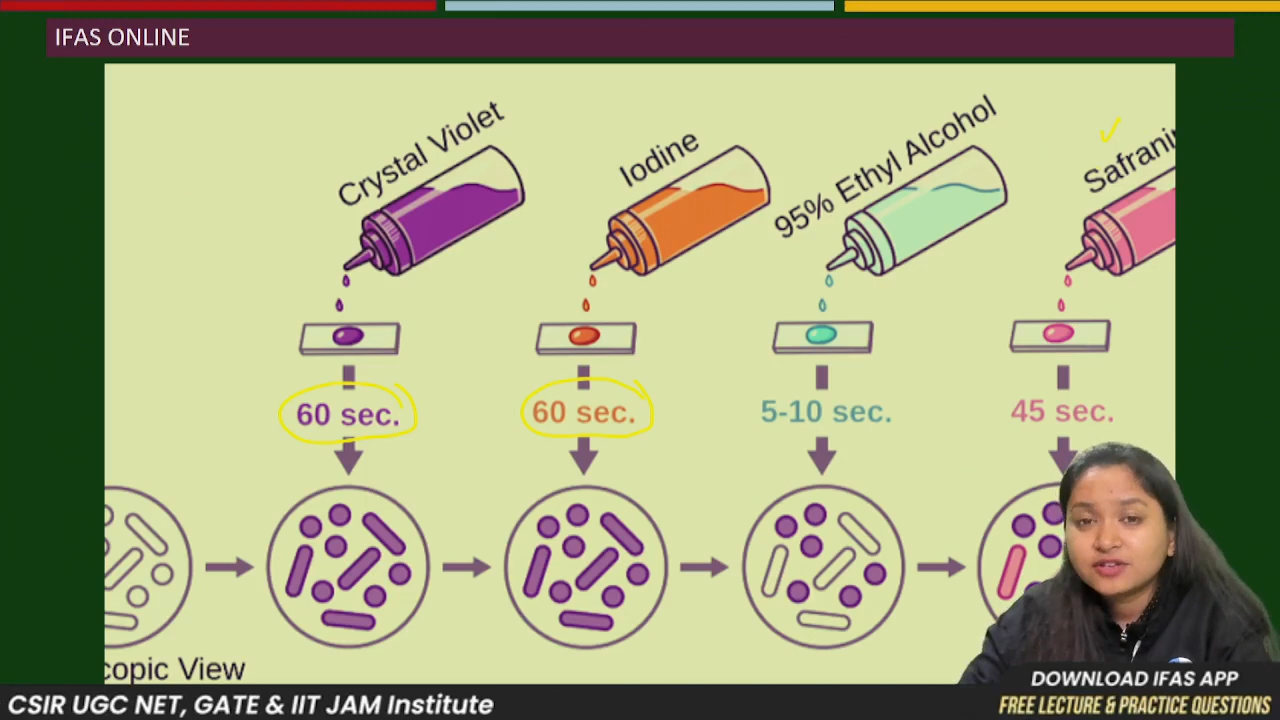 IFAS ONLINE
Crystal Violet
Iodine
95% Ethyl Alcohol
60 sec.
60 sec.
5-10 sec.
45 sec.
View
DOWNLOAD IFAS APP
CSIR UGC NET, GATE & IIT JAM Institute
FREE LECTURE & PRACTICE QUESTIONS